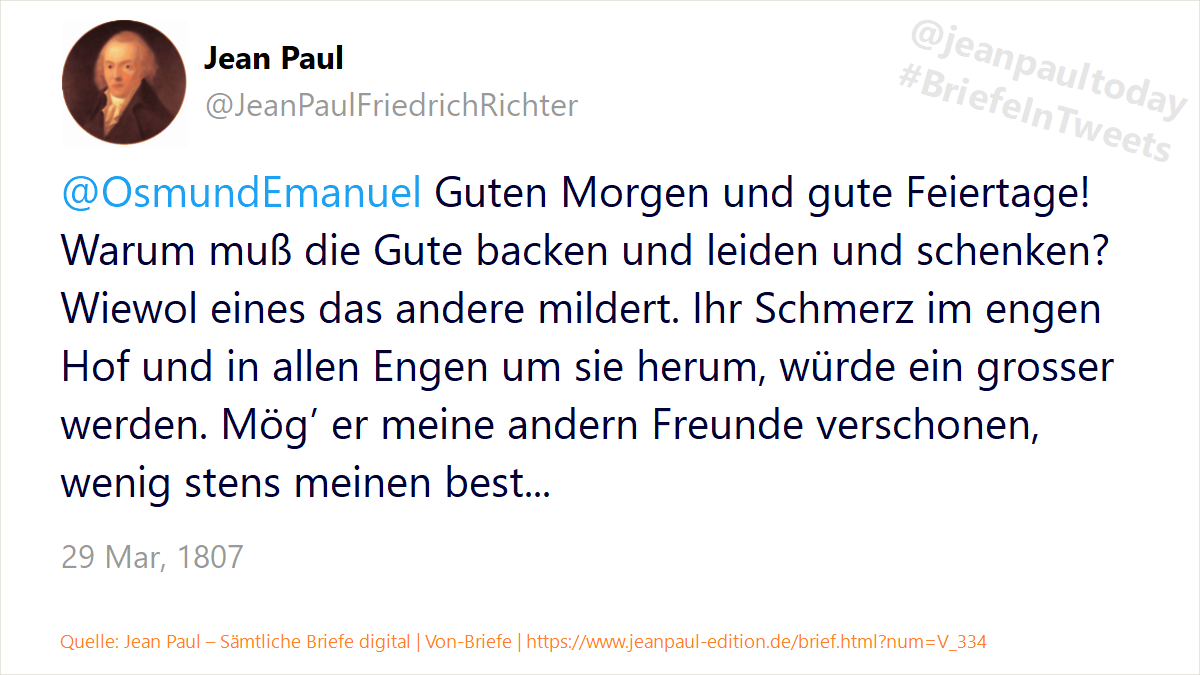 Jean Paul
@JeanPaulFriedrichRichter
@jeanpaultoday
#BriefeInTweets
@OsmundEmanuel Guten Morgen und gute Feiertage!
Warum muß die Gute backen und leiden und schenken?
Wiewol eines das andere mildert. Ihr Schmerz im engen
Hof und in allen Engen um sie herum, würde ein grosser
werden. Mög’ er meine andern Freunde verschonen,
wenig stens meinen best...
29 Mar, 1807
Quelle: Jean Paul – Sämtliche Briefe digital | Von-Briefe | https://www.jeanpaul-edition.de/brief.html?num=V_334